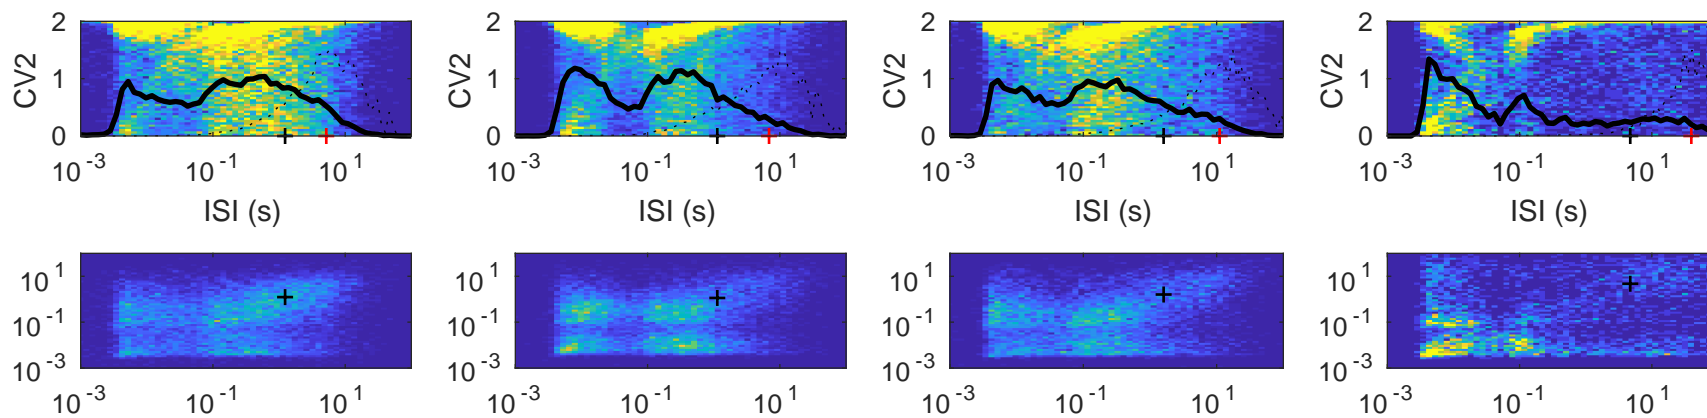 2 2 2 2
CV2 CV2 CV2 CV2
1 1 1 1
0 0 0 0
10^-3 10^-1 10^1 10^-3 10^-1 10^1 10^-3 10^-1 10^1 10^-3 10^-1 10^1
ISI (s) ISI (s) ISI (s) ISI (s)
10^1 10^1 10^1 10^1
10^-1 10^-1 10^-1 10^-1
10^-3 10^-3 10^-3 10^-3
10^-3 10^-1 10^1 10^-3 10^-1 10^1 10^-3 10^-1 10^1 10^-3 10^-1 10^1